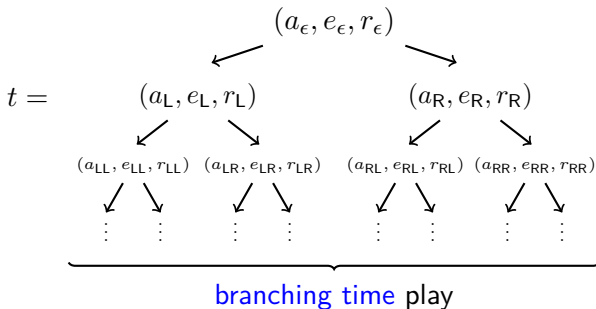 (a_ϵ, e_ϵ, r_ϵ)
t = (a_L, e_L, r_L) (a_R, e_R, r_R)
(a_LL, e_LL, r_LL) (a_LR, e_LR, r_LR) (a_RL, e_RL, r_RL) (a_RR, e_RR, r_RR)
⋮ ⋮ ⋮ ⋮ ⋮ ⋮ ⋮ ⋮
branching time play